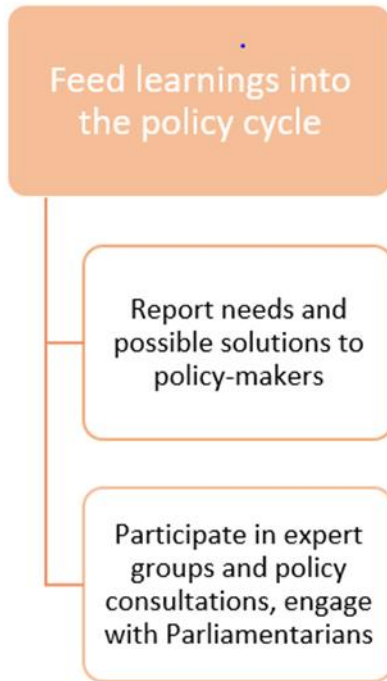 Feed learnings into
the policy cycle
Report needs and
possible solutions to
policy-makers
Participate in expert
groups and policy
consultations, engage
with Parliamentarians